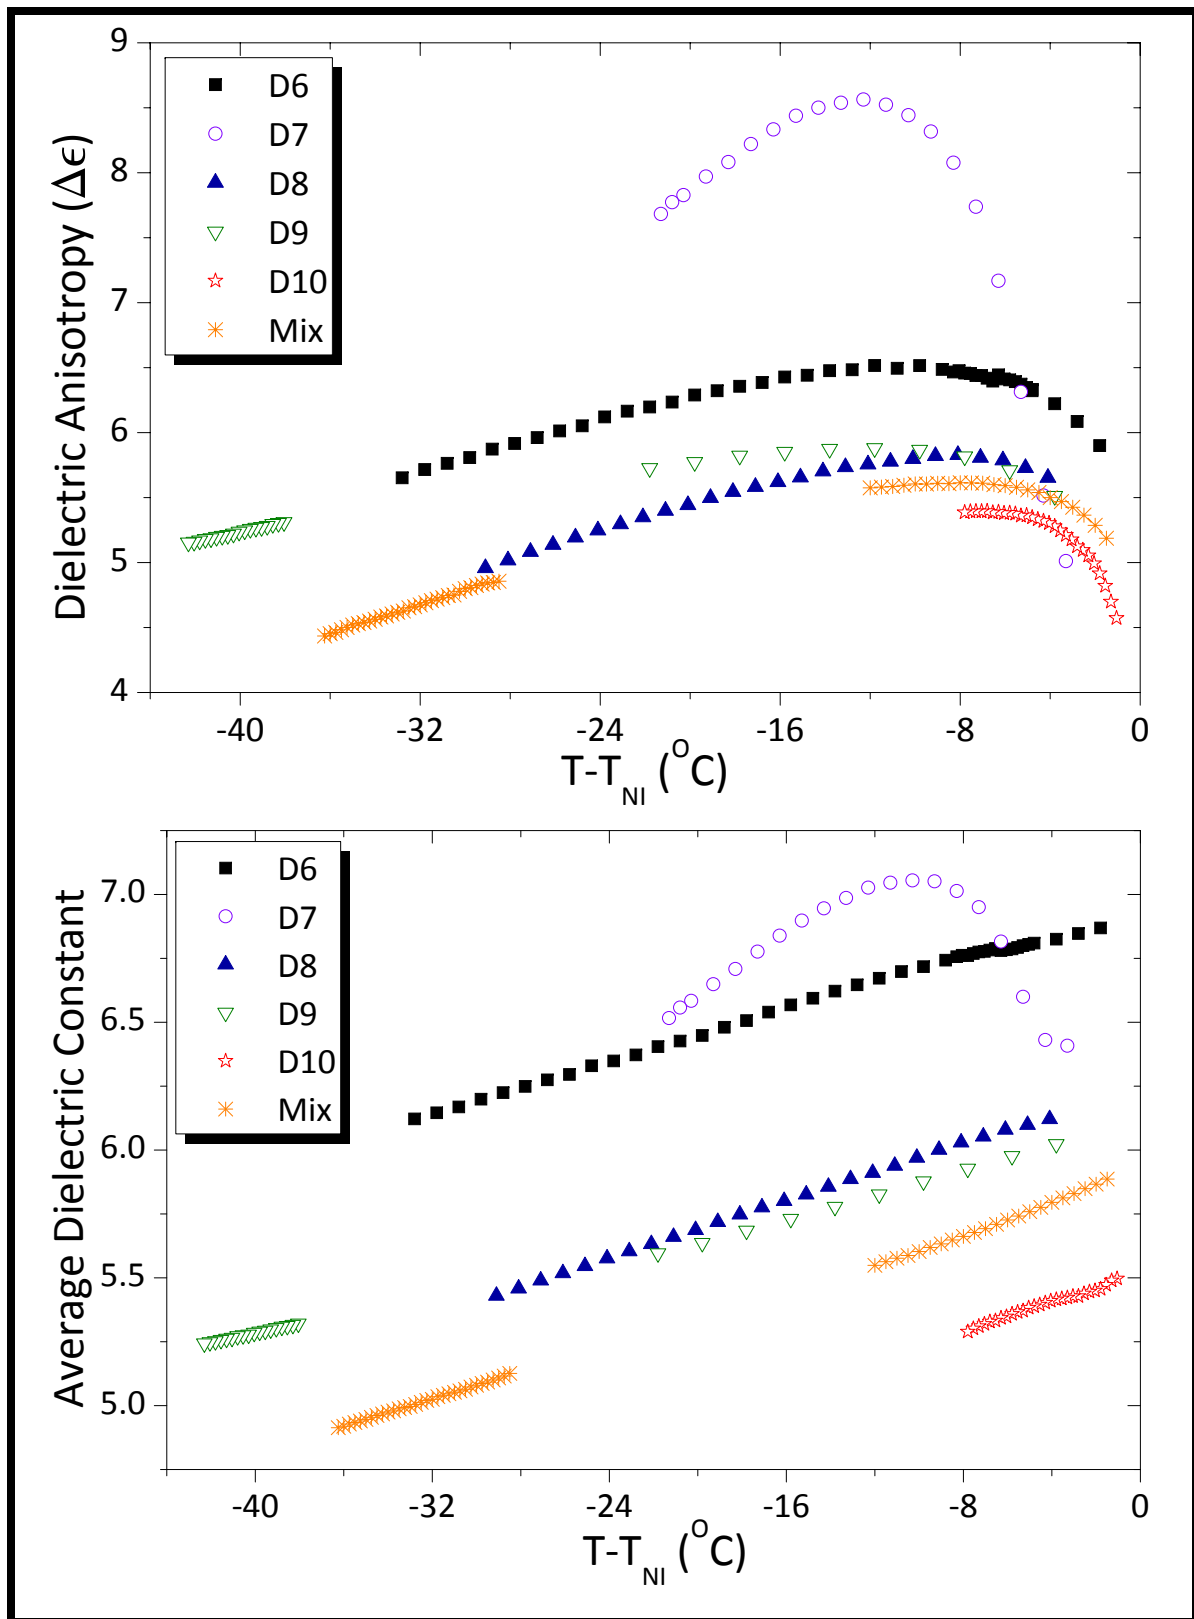 9
8
7
6
5
4
Dielectric Anisotropy (Δϵ)
D6
D7
D8
D9
D10
Mix
-40 -32 -24 -16 -8 0
T-T_NI (°C)
7.0
6.5
6.0
5.5
5.0
Average Dielectric Constant
D6
D7
D8
D9
D10
Mix
-40 -32 -24 -16 -8 0
T-T_NI (°C)